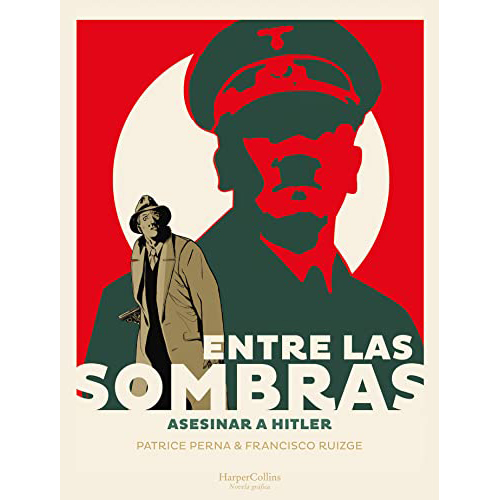 ENTRE LAS
SOMBRAS
ASESINAR A HITLER
PATRICE PERNA & FRANCISCO RUIZGE
HarperCollins
Novela gráfica